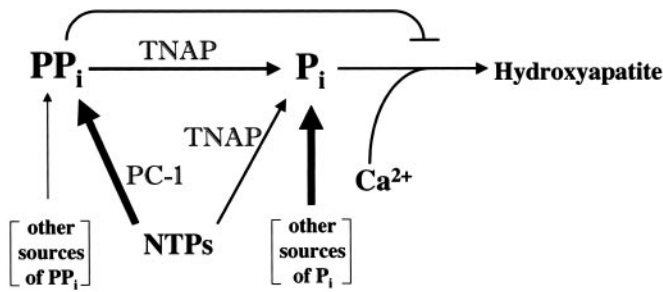 TNAP
PPᵢ
Pᵢ
Hydroxyapatite
TNAP
PC-1
Ca²⁺
[other
sources
of PPᵢ]
NTPs
[other
sources
of Pᵢ]